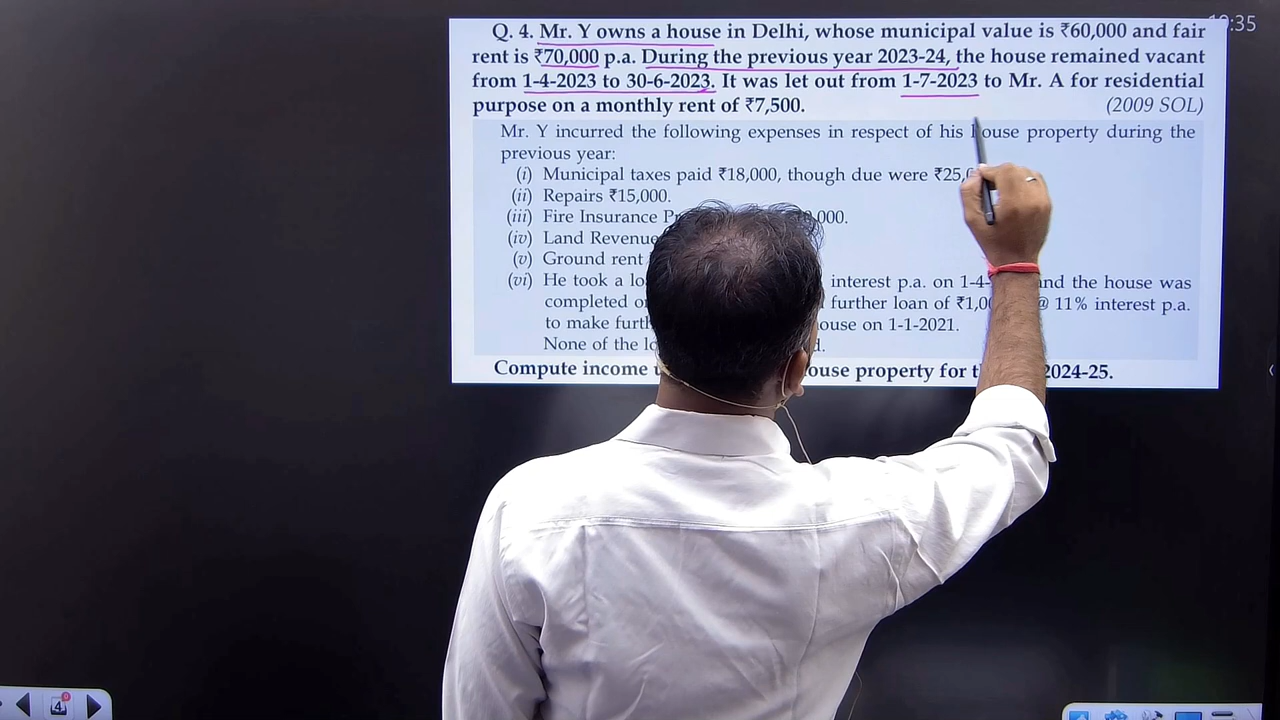 Q. 4. Mr. Y owns a house in Delhi, whose municipal value is ₹60,000 and fair
rent is ₹70,000 p.a. During the previous year 2023-24, the house remained vacant
from 1-4-2023 to 30-6-2023. It was let out from 1-7-2023 to Mr. A for residential
purpose on a monthly rent of ₹7,500. (2009 SOL)
Mr. Y incurred the following expenses in respect of his house property during the
previous year:
(i) Municipal taxes paid ₹18,000, though due were
(ii) Repairs ₹15,000.
(iii) Fire Insurance
(iv) Land Revenue
(v) Ground rent
(vi) He took a interest p.a. on and the house was
completed further loan of @ 11% interest p.a.
to make house on 1-1-2021.
None of the
Compute income property for 2024-25.
4